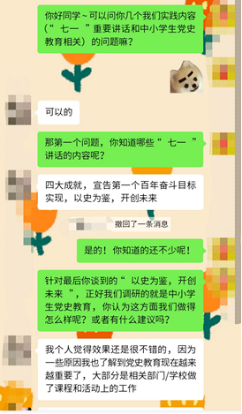 你好同学~可以问你几个我们实践内容
(“七一”重要讲话和中小学生党史
教育相关)的问题嘛?
可以的
那第一个问题,你知道哪些“七一”
讲话的内容呢?
四大成就,宣告第一个百年奋斗目标
实现,以史为鉴,开创未来
撤回了一条消息
是的!你知道的还不少呢!
针对最后你谈到的“以史为鉴,开创
未来”,正好我们调研的就是中小学
生党史教育,你认为这方面我们做得
怎么样呢?或者有什么建议吗?
我个人觉得效果还是很不错的,因为
一些原因我也了解到党史教育现在越来
越重要了,大部分是相关部门/学校做
了课程和活动上的工作